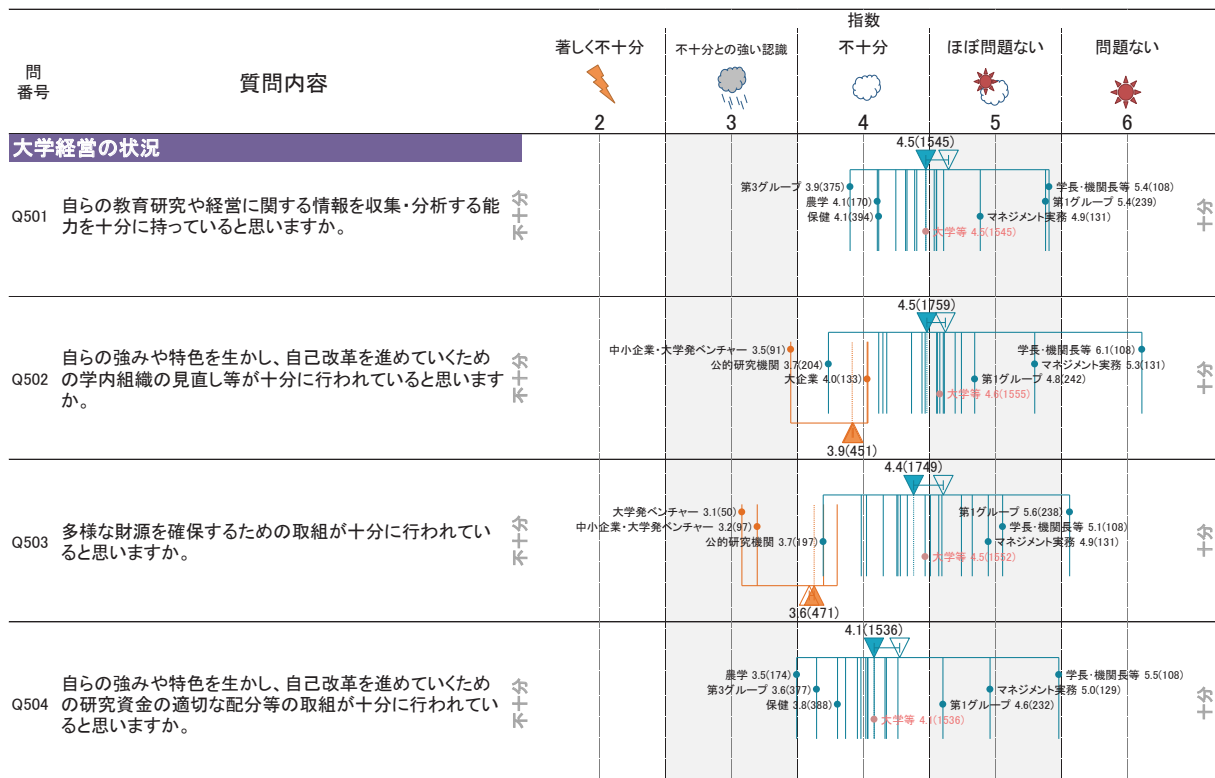 指数
著しく不十分 不十分との強い認識 不十分 ほぼ問題ない 問題ない
問番号 質問内容
2 3 4 5 6
大学経営の状況
4.5(1545)
Q501 自らの教育研究や経営に関する情報を収集・分析する能
力を十分に持っていると思いますか。
不十分
第3グループ 3.9(375)
農学 4.1(170)
保健 4.1(394)
学長・機関長等 5.4(108)
第1グループ 5.4(239)
マネジメント実務 4.9(131)
大学等 4.5(1545)
十分
4.5(1759)
Q502 自らの強みや特色を生かし、自己改革を進めていくため
の学内組織の見直し等が十分に行われていると思います
か。
不十分
中小企業・大学発ベンチャー 3.5(91)
公的研究機関 3.7(204)
大企業 4.0(133)
学長・機関長等 6.1(108)
マネジメント実務 5.3(131)
第1グループ 4.8(242)
大学等 4.6(1555)
十分
3.9(451)
4.4(1749)
Q503 多様な財源を確保するための取組が十分に行われてい
ると思いますか。
不十分
大学発ベンチャー 3.1(50)
中小企業・大学発ベンチャー 3.2(97)
公的研究機関 3.7(197)
第1グループ 5.6(238)
学長・機関長等 5.1(108)
マネジメント実務 4.9(131)
大学等 4.5(1552)
十分
3.6(471)
4.1(1536)
Q504 自らの強みや特色を生かし、自己改革を進めていくため
の研究資金の適切な配分等の取組が十分に行われてい
ると思いますか。
不十分
農学 3.5(174)
第3グループ 3.6(377)
保健 3.8(388)
学長・機関長等 5.5(108)
マネジメント実務 5.0(129)
第1グループ 4.6(232)
大学等 4.1(1536)
十分